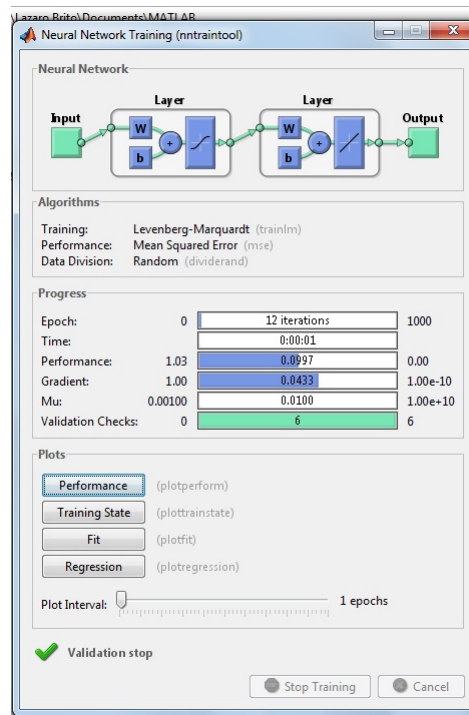 Lazaro Brito\Documents\MATLAB
Neural Network Training (nntraintool)
Neural Network
Layer Layer
Input Output
W W
b b
+ +
Algorithms
Training: Levenberg-Marquardt (trainlm)
Performance: Mean Squared Error (mse)
Data Division: Random (dividerand)
Progress
Epoch: 0 12 iterations 1000
Time: 0:00:01
Performance: 1.03 0.0997 0.00
Gradient: 1.00 0.0433 1.00e-10
Mu: 0.00100 0.0100 1.00e+10
Validation Checks: 0 6 6
Plots
Performance (plotperform)
Training State (plottrainstate)
Fit (plotfit)
Regression (plotregression)
Plot Interval: 1 epochs
Validation stop
Stop Training Cancel